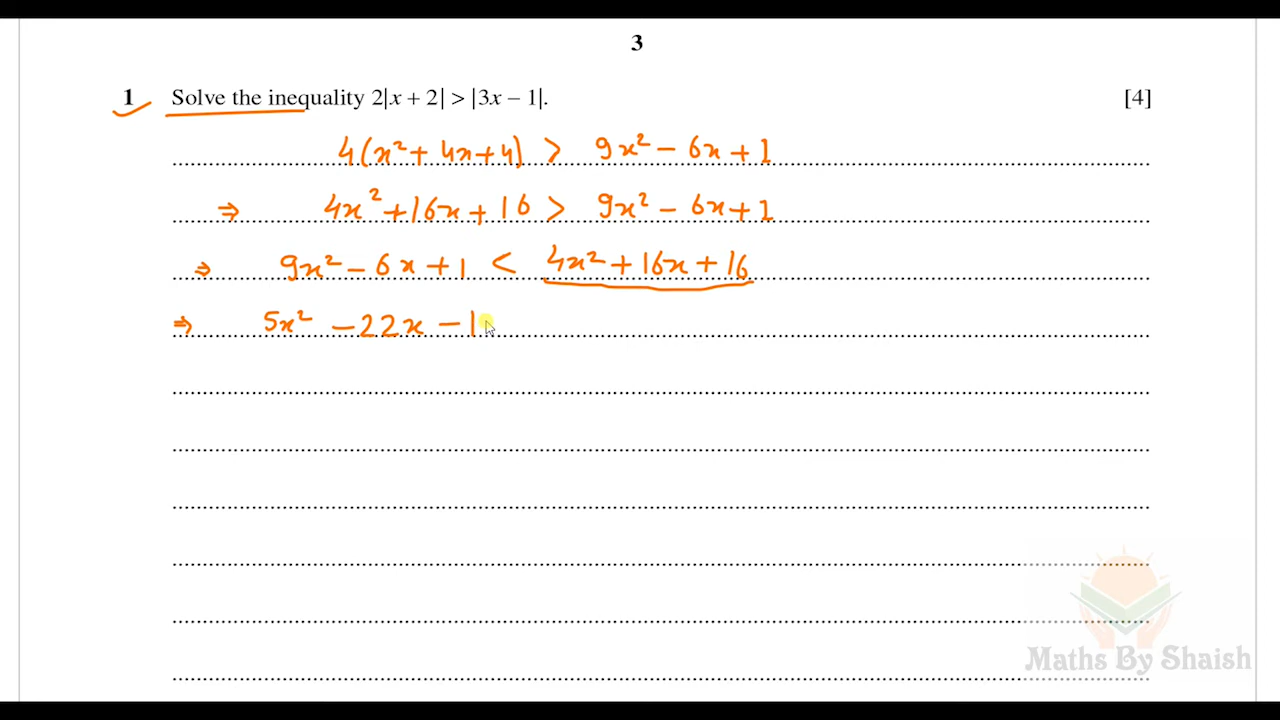 3
1 Solve the inequality 2|x + 2| > |3x − 1|. [4]
4(x² + 4x + 4) > 9x² − 6x + 1
⇒ 4x² + 16x + 16 > 9x² − 6x + 1
⇒ 9x² − 6x + 1 < 4x² + 16x + 16
⇒ 5x² − 22x − 1
Maths By Shaish